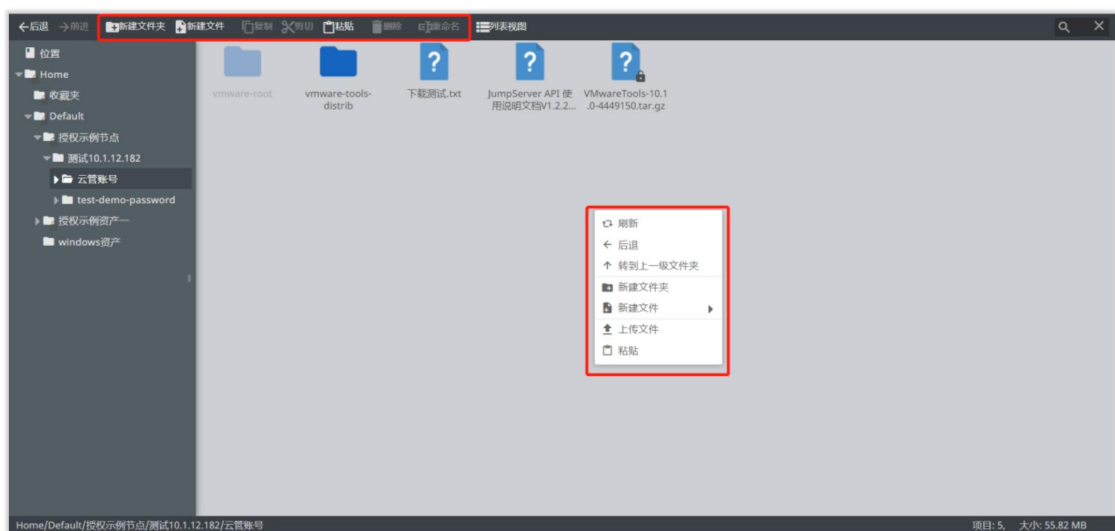 后退 前进 新建文件夹 新建文件 复制 剪切 粘贴 删除 重命名 列表视图
位置
Home
收藏夹
Default
授权示例节点
测试10.1.12.182
云管账号
test-demo-password
授权示例资产一
windows资产
vmware-root
vmware-tools-
distrib
下载测试.txt
JumpServer API 使
用说明文档V1.2.2...
VMwareTools-10.1
.0-4449150.tar.gz
刷新
后退
转到上一级文件夹
新建文件夹
新建文件
上传文件
粘贴
Home/Default/授权示例节点/测试10.1.12.182/云管账号 项目: 5, 大小: 55.82 MB